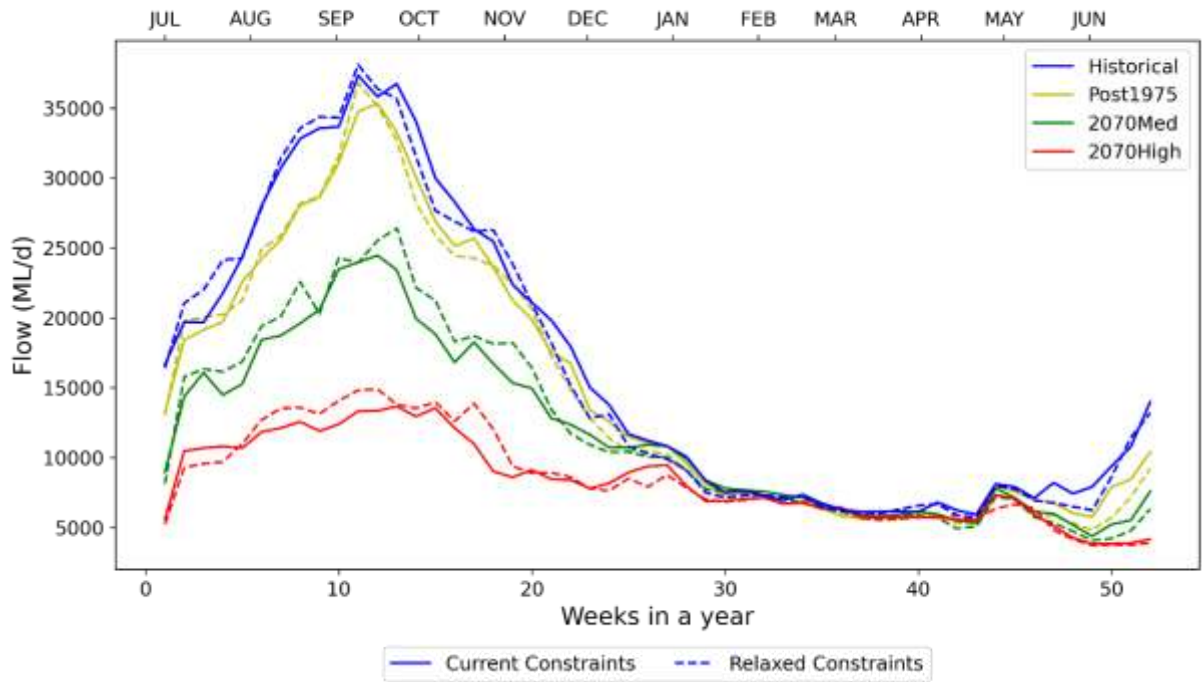 JUL AUG SEP OCT NOV DEC JAN FEB MAR APR MAY JUN
Historical
Post1975
2070Med
2070High
35000
30000
25000
20000
15000
10000
5000
Flow (ML/d)
0 10 20 30 40 50
Weeks in a year
Current Constraints Relaxed Constraints